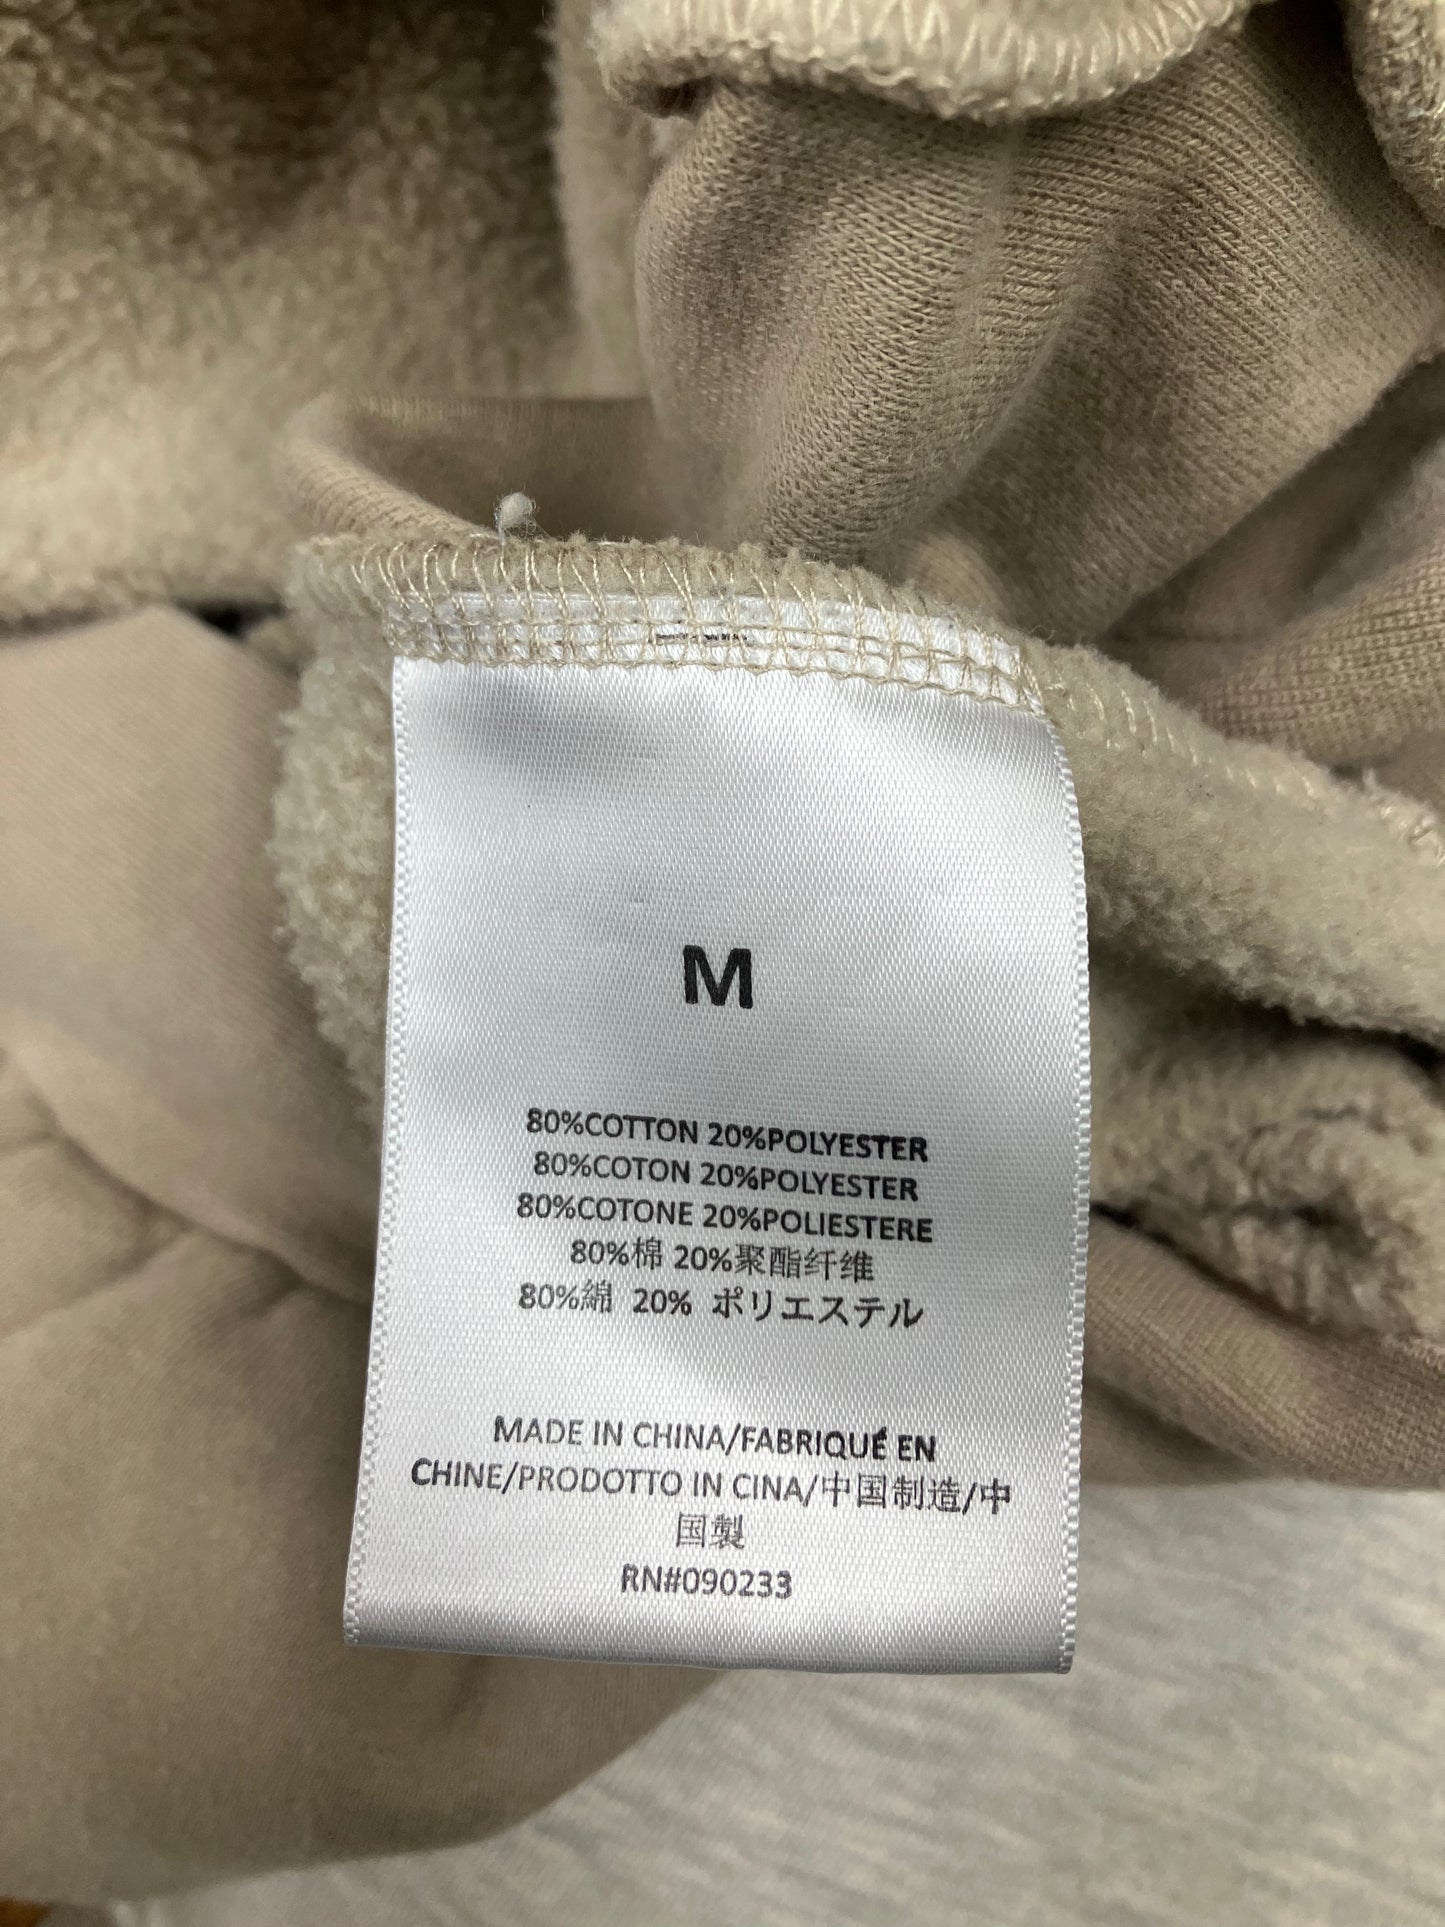 M
80%COTTON 20%POLYESTER
80%COTON 20%POLYESTER
80%COTONE 20%POLIESTERE
80%棉 20%聚酯纤维
80%綿 20% ポリエステル
MADE IN CHINA/FABRIQUÉ EN
CHINE/PRODOTTO IN CINA/中国制造/中
国製
RN#090233